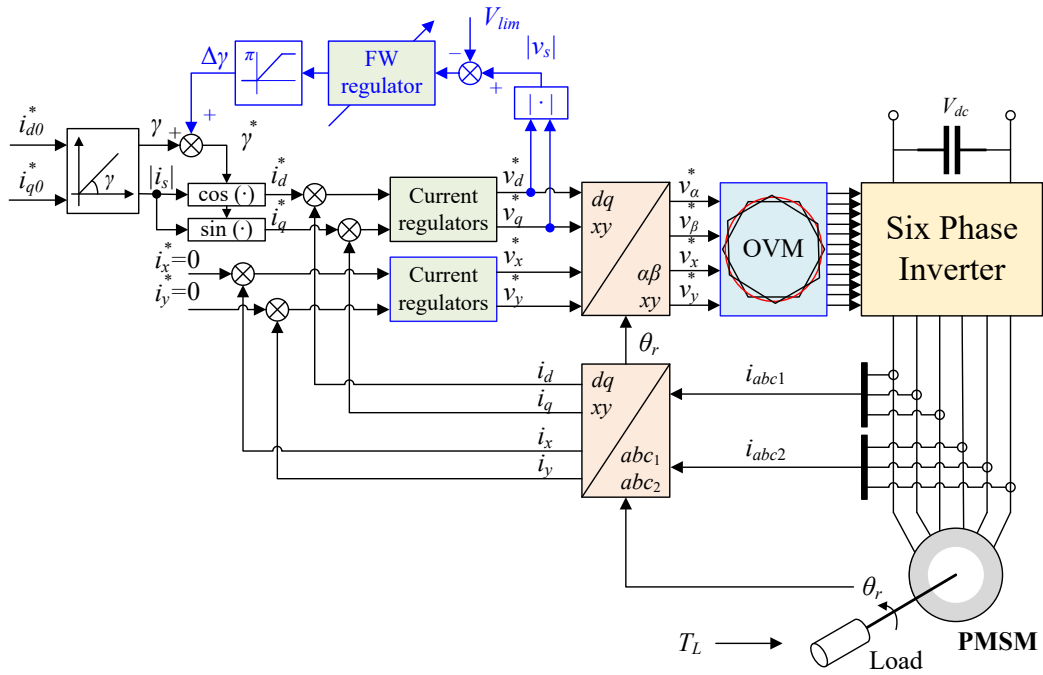 V_lim
|v_s|
Δγ
π
FW
regulator
−
+
| · |
V_dc
i_d0^*
γ
+
+
γ^*
i_q0^*
γ
|i_s|
cos (·)
sin (·)
i_d^*
i_q^*
Current
regulators
v_d^*
v_q^*
dq
xy
αβ
xy
v_α^*
v_β^*
v_x^*
v_y^*
OVM
Six Phase
Inverter
i_x^*=0
i_y^*=0
Current
regulators
v_x^*
v_y^*
θ_r
i_d
i_q
i_x
i_y
dq
xy
abc_1
abc_2
i_abc1
i_abc2
θ_r
T_L
Load
PMSM